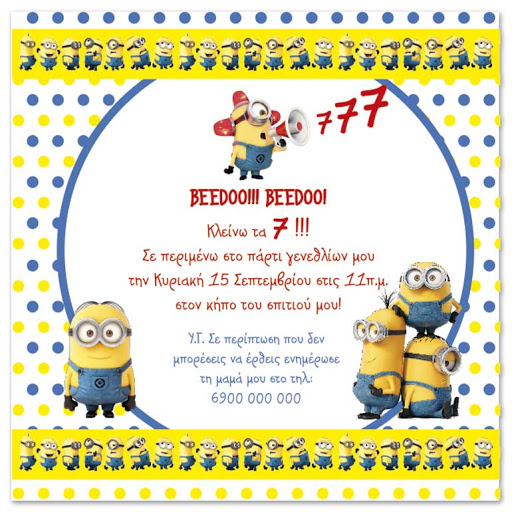 777
BEEDOO!!! BEEDOO!
Κλείνω τα 7 !!!
Σε περιμένω στο πάρτι γενεθλίων μου
την Κυριακή 15 Σεπτεμβρίου στις 11π.μ.
στον κήπο του σπιτιού μου!
Υ.Γ. Σε περίπτωση που δεν
μπορέσεις να έρθεις ενημέρωσε
τη μαμά μου στο τηλ:
6900 000 000